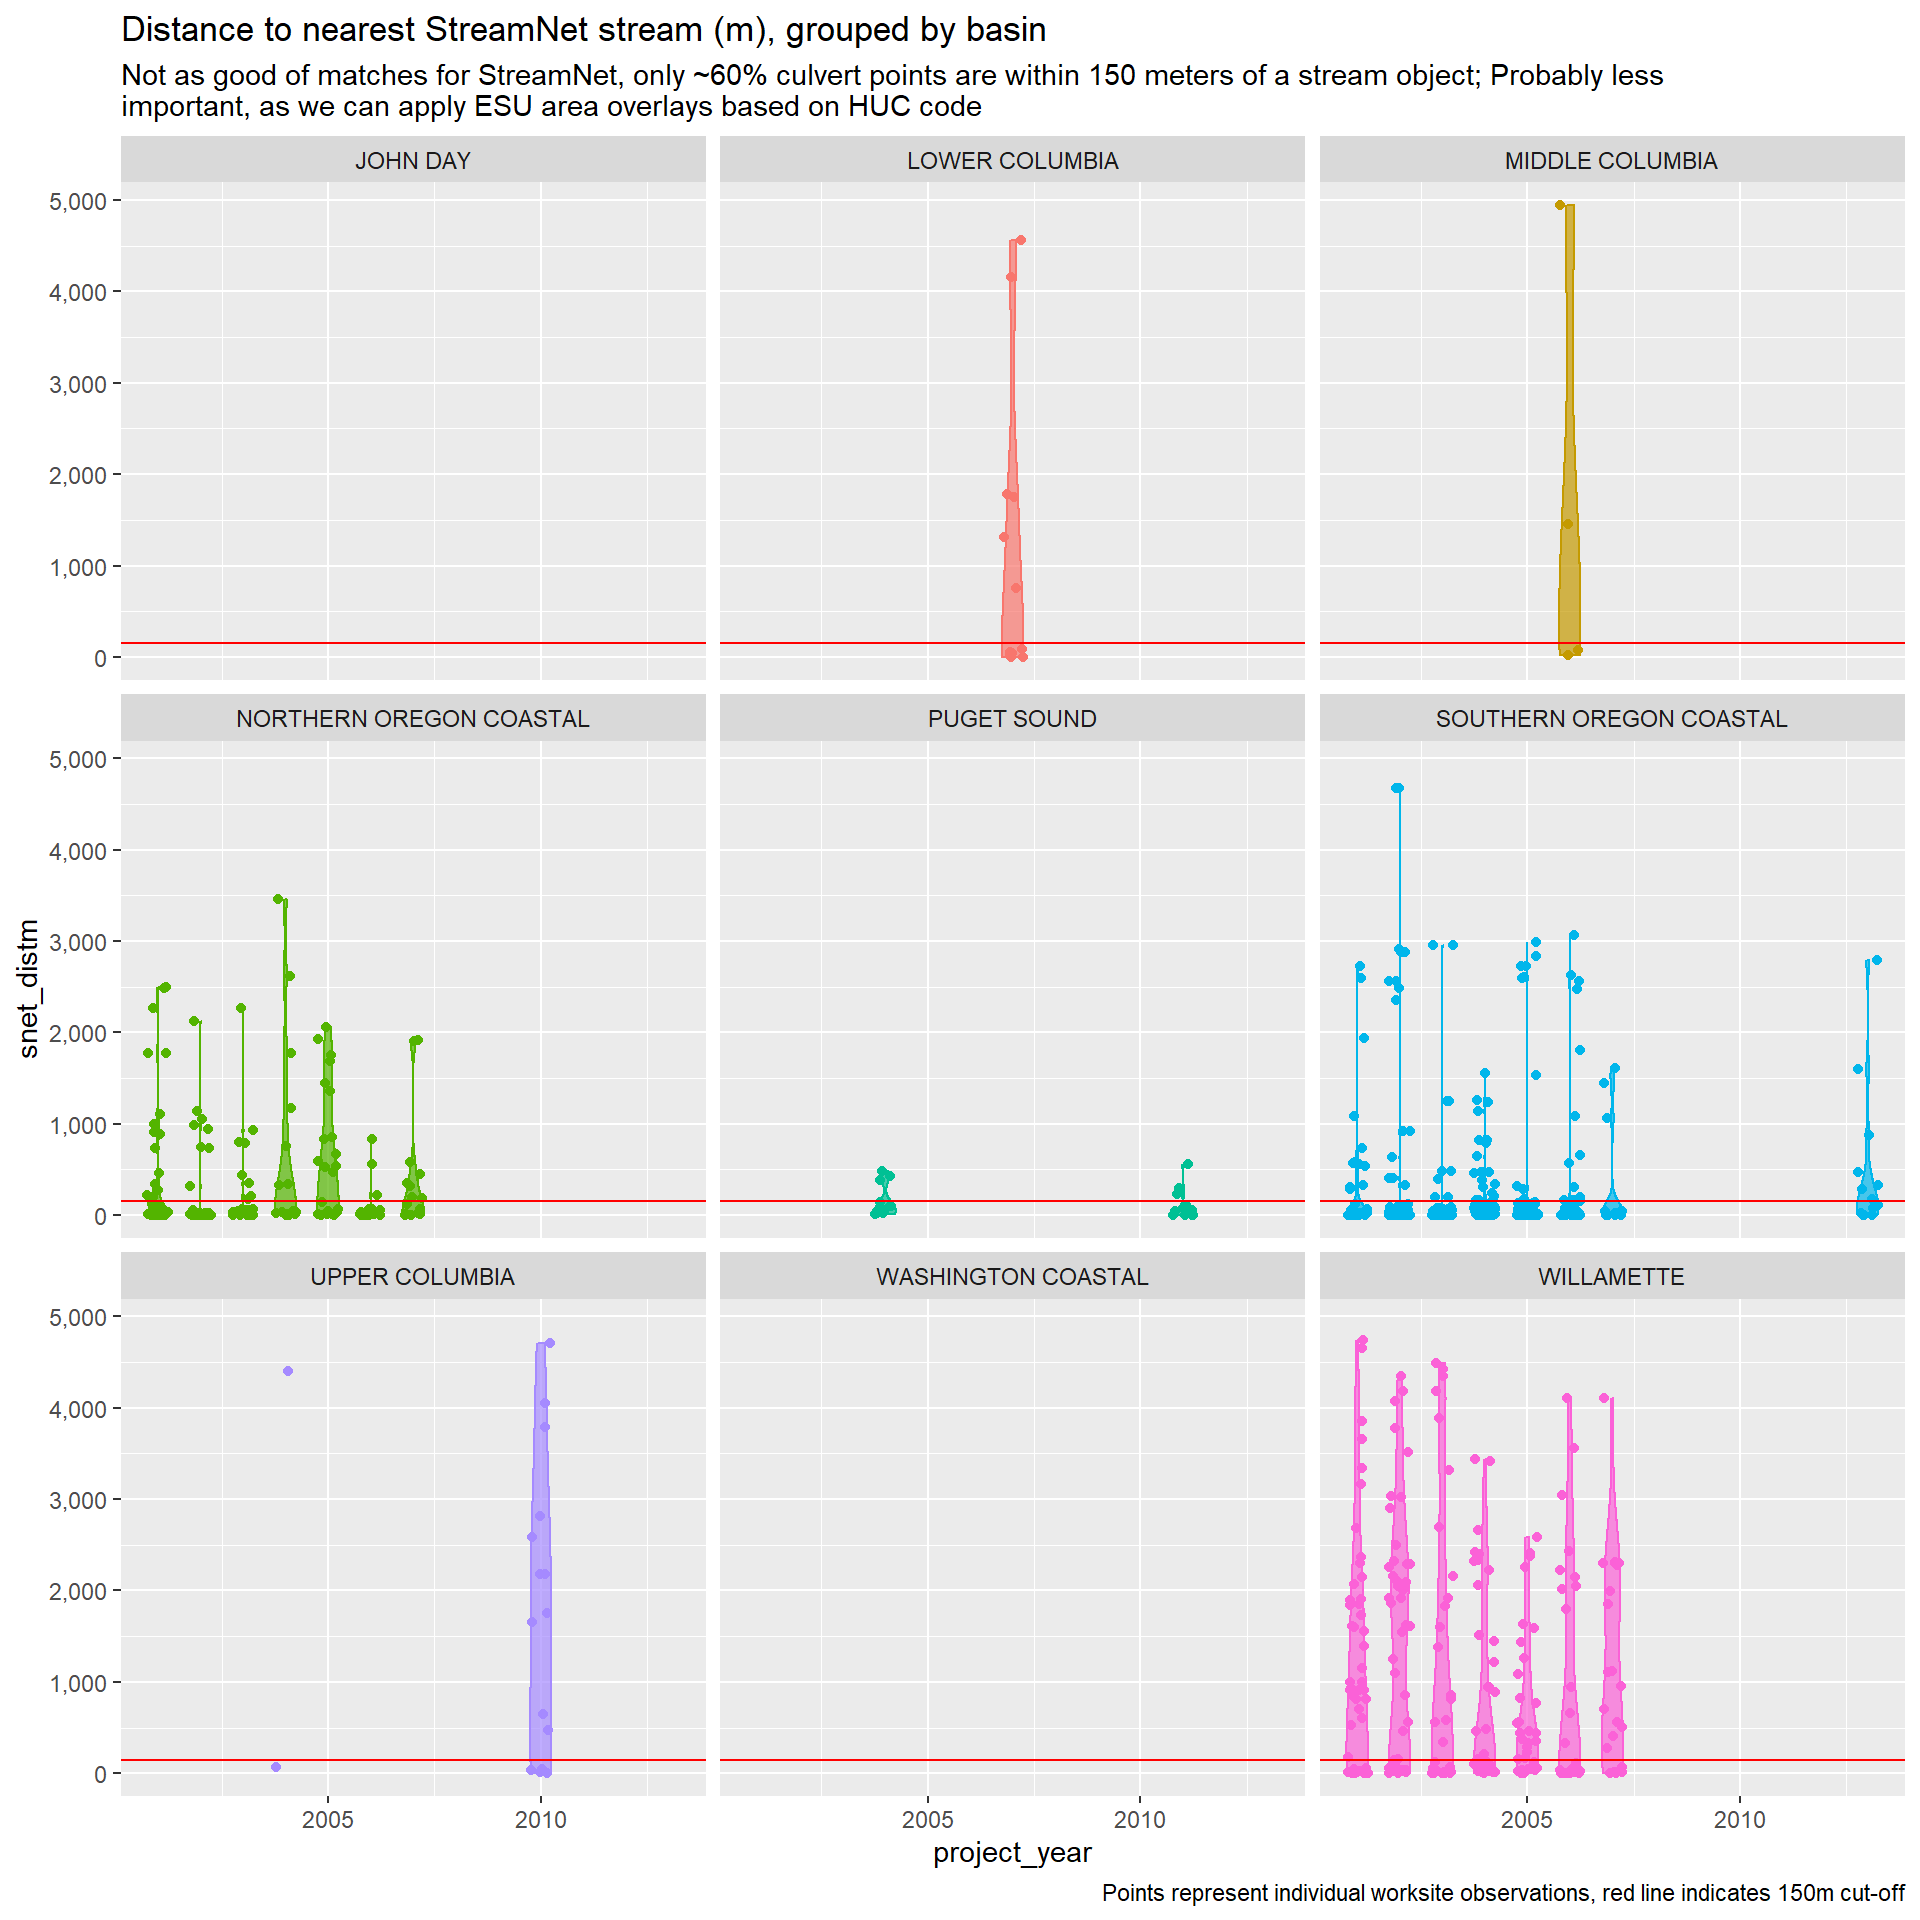 Distance to nearest StreamNet stream (m), grouped by basin
Not as good of matches for StreamNet, only ~60% culvert points are within 150 meters of a stream object; Probably less
important, as we can apply ESU area overlays based on HUC code
JOHN DAY
LOWER COLUMBIA
MIDDLE COLUMBIA
5,000
4,000
3,000
2,000
1,000
0
NORTHERN OREGON COASTAL
PUGET SOUND
SOUTHERN OREGON COASTAL
5,000
4,000
3,000
2,000
1,000
0
snet_distm
UPPER COLUMBIA
WASHINGTON COASTAL
WILLAMETTE
5,000
4,000
3,000
2,000
1,000
0
2005 2010
2005 2010
2005 2010
project_year
Points represent individual worksite observations, red line indicates 150m cut-off